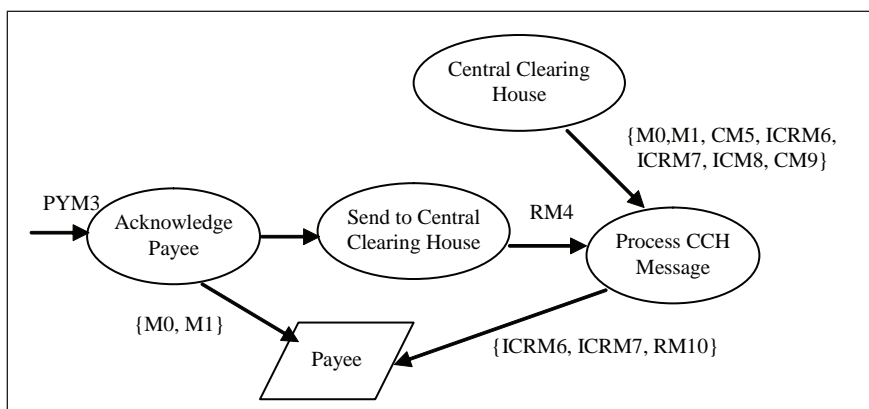 Central Clearing
House
{M0,M1, CM5, ICRM6,
ICRM7, ICM8, CM9}
PYM3
Acknowledge
Payee
Send to Central
Clearing House
RM4
Process CCH
Message
{M0, M1}
Payee
{ICRM6, ICRM7, RM10}